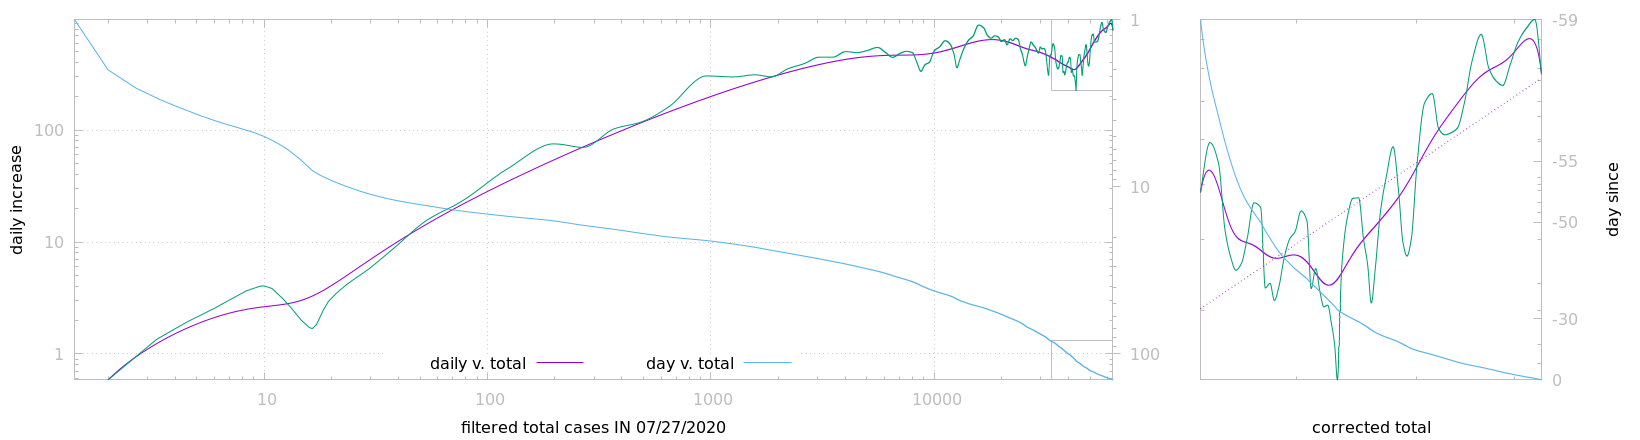 daily increase
100
10
1
10
100
1000
10000
filtered total cases IN 07/27/2020
daily v. total
day v. total
1
10
100
-59
-55
-50
-30
0
day since
corrected total